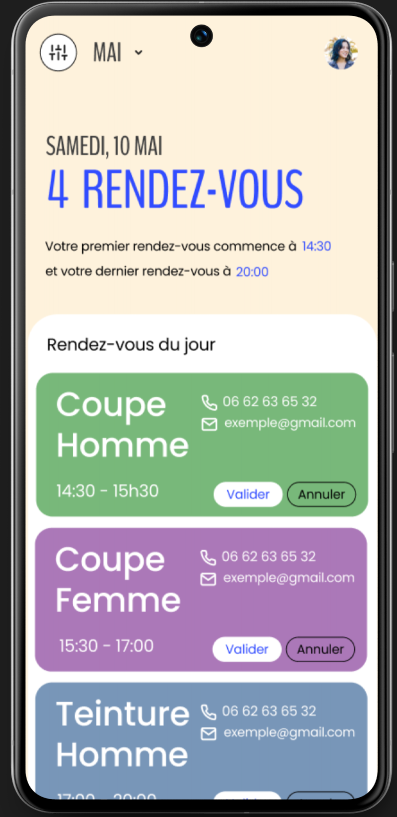 MAI
SAMEDI, 10 MAI
4 RENDEZ-VOUS
Votre premier rendez-vous commence à 14:30
et votre dernier rendez-vous à 20:00
Rendez-vous du jour
Coupe
Homme
06 62 63 65 32
exemple@gmail.com
14:30 - 15h30
Valider
Annuler
Coupe
Femme
06 62 63 65 32
exemple@gmail.com
15:30 - 17:00
Valider
Annuler
Teinture
Homme
06 62 63 65 32
exemple@gmail.com